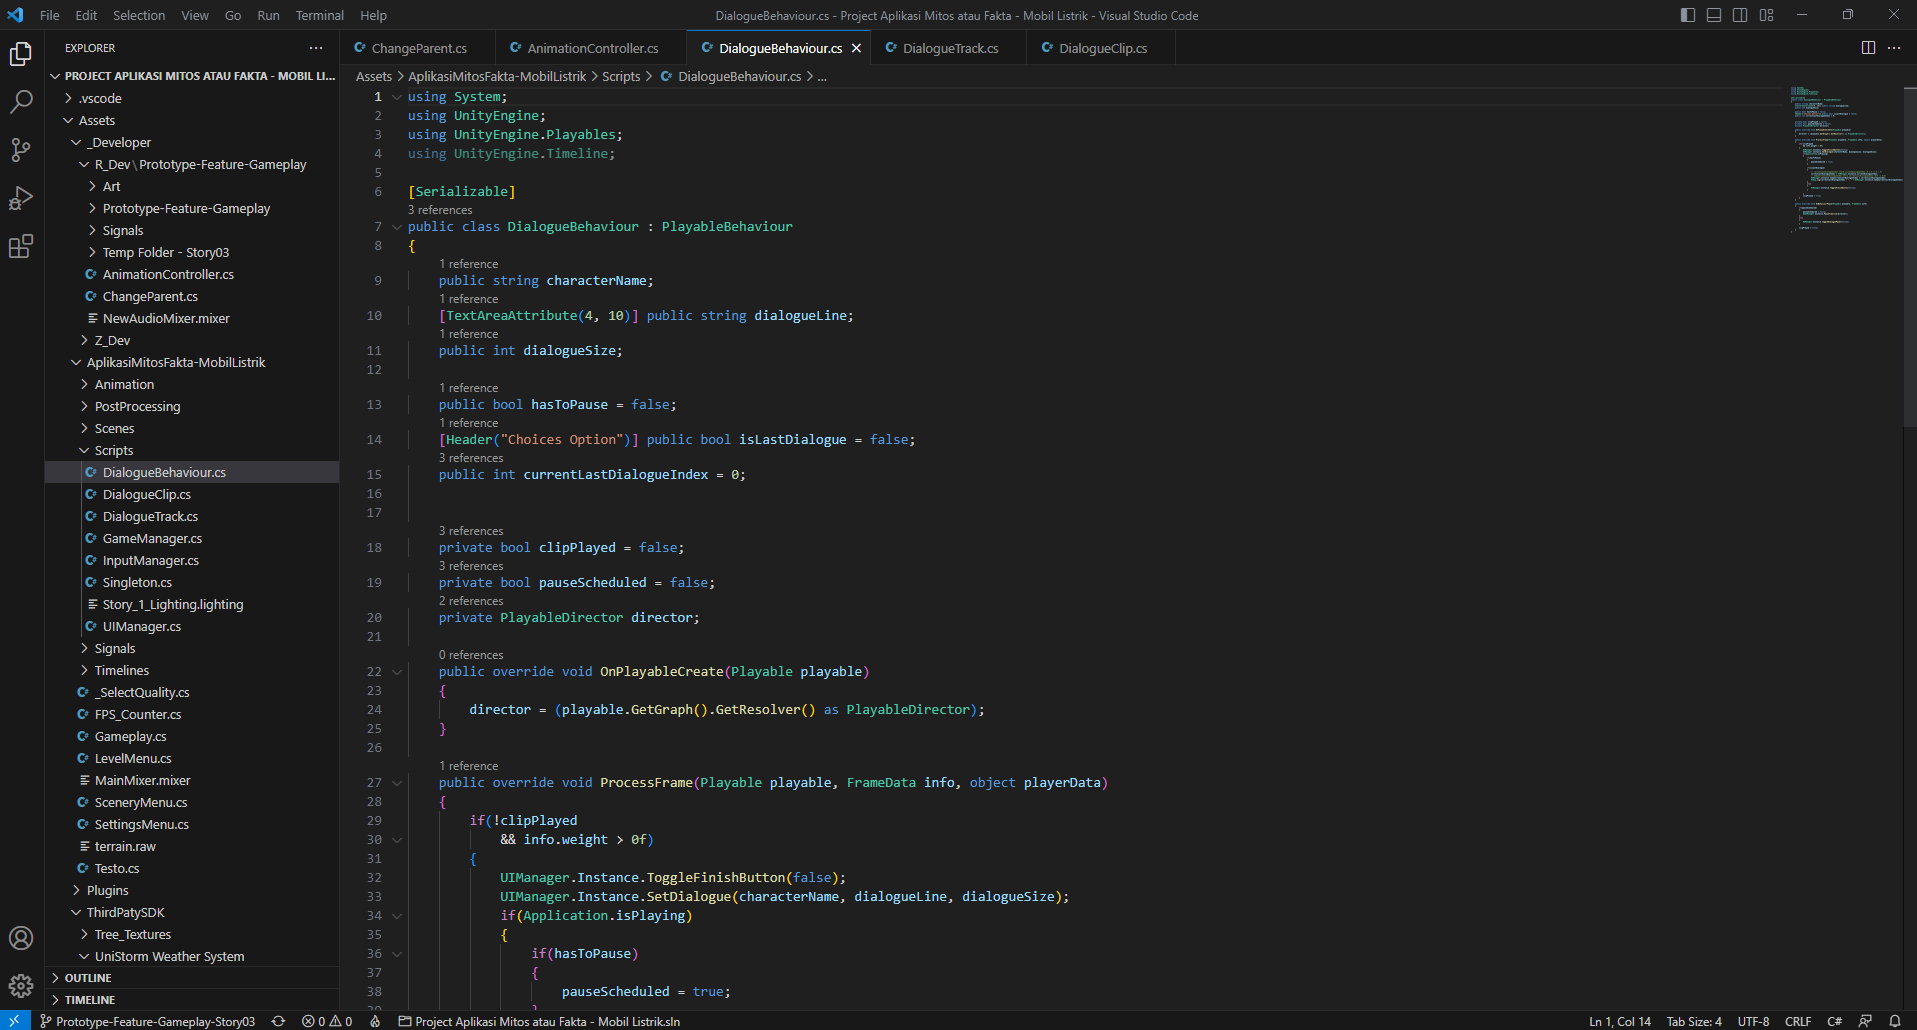 File Edit Selection View Go Run Terminal Help
DialogueBehaviour.cs - Project Aplikasi Mitos atau Fakta - Mobil Listrik - Visual Studio Code
EXPLORER
PROJECT APLIKASI MITOS ATAU FAKTA - MOBIL LI...
.vscode
Assets
_Developer
R_Dev\Prototype-Feature-Gameplay
Art
Prototype-Feature-Gameplay
Signals
Temp Folder - Story03
AnimationController.cs
ChangeParent.cs
NewAudioMixer.mixer
Z_Dev
AplikasiMitosFakta-MobilListrik
Animation
PostProcessing
Scenes
Scripts
DialogueBehaviour.cs
DialogueClip.cs
DialogueTrack.cs
GameManager.cs
InputManager.cs
Singleton.cs
Story_1_Lighting.lighting
UIManager.cs
Signals
Timelines
_SelectQuality.cs
FPS_Counter.cs
Gameplay.cs
LevelMenu.cs
MainMixer.mixer
SceneryMenu.cs
SettingsMenu.cs
terrain.raw
Testo.cs
Plugins
ThirdPatySDK
Tree_Textures
UniStorm Weather System
OUTLINE
TIMELINE
ChangeParent.cs AnimationController.cs DialogueBehaviour.cs DialogueTrack.cs DialogueClip.cs
Assets > AplikasiMitosFakta-MobilListrik > Scripts > DialogueBehaviour.cs > ...
1 using System;
2 using UnityEngine;
3 using UnityEngine.Playables;
4 using UnityEngine.Timeline;
5
6 [Serializable]
3 references
7 public class DialogueBehaviour : PlayableBehaviour
8 {
1 reference
9 public string characterName;
1 reference
10 [TextAreaAttribute(4, 10)] public string dialogueLine;
1 reference
11 public int dialogueSize;
12
1 reference
13 public bool hasToPause = false;
1 reference
14 [Header("Choices Option")] public bool isLastDialogue = false;
3 references
15 public int currentLastDialogueIndex = 0;
16
17
3 references
18 private bool clipPlayed = false;
3 references
19 private bool pauseScheduled = false;
2 references
20 private PlayableDirector director;
21
0 references
22 public override void OnPlayableCreate(Playable playable)
23 {
24 director = (playable.GetGraph().GetResolver() as PlayableDirector);
25 }
26
1 reference
27 public override void ProcessFrame(Playable playable, FrameData info, object playerData)
28 {
29 if(!clipPlayed
30 && info.weight > 0f)
31 {
32 UIManager.Instance.ToggleFinishButton(false);
33 UIManager.Instance.SetDialogue(characterName, dialogueLine, dialogueSize);
34 if(Application.isPlaying)
35 {
36 if(hasToPause)
37 {
38 pauseScheduled = true;
39 }
Prototype-Feature-Gameplay-Story03 0 0 Project Aplikasi Mitos atau Fakta - Mobil Listrik.sln Ln 1, Col 14 Tab Size: 4 UTF-8 CRLF C#